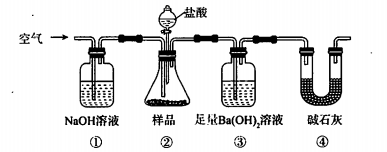 盐酸
空气
NaOH溶液 样品 足量Ba(OH)₂溶液 碱石灰
① ② ③ ④